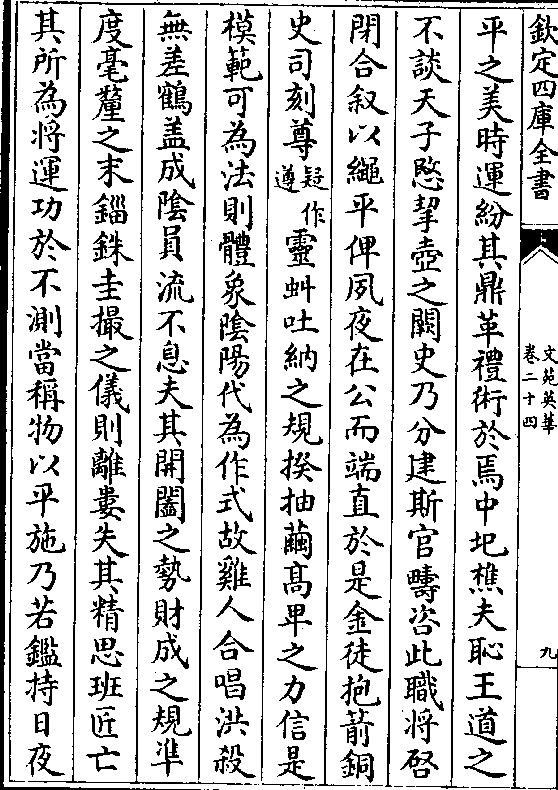 欽定四庫全書
文苑英華
卷二十四
九
平之美時運紛其鼎革禮術於焉中圮樵夫恥王道之
不談天子愍挈壺之闕史乃分建斯官疇咨此職將啓
閉合叙以繩平俾夙夜在公而端直於是金徒抱箭銅
史司刻尊疑作遵靈虯吐納之規揆抽繭髙卑之力信是
模範可為法則體象陰陽代為作式故雞人合唱洪殺
無差鶴盖成陰員流不息夫其開闔之勢財成之規凖
度毫釐之末錙銖圭撮之儀則離婁失其精思班匠亡
其所為將運功於不測當稱物以平施乃若鑑持日夜